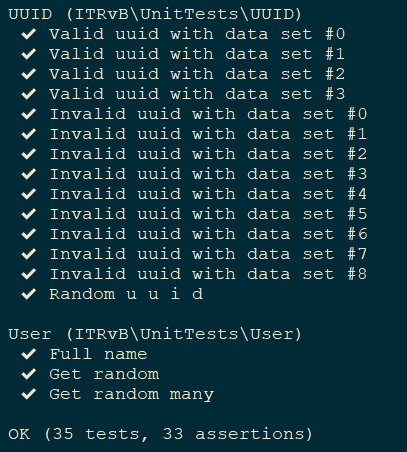 UUID (ITRvB\UnitTests\UUID)
✓ Valid uuid with data set #0
✓ Valid uuid with data set #1
✓ Valid uuid with data set #2
✓ Valid uuid with data set #3
✓ Invalid uuid with data set #0
✓ Invalid uuid with data set #1
✓ Invalid uuid with data set #2
✓ Invalid uuid with data set #3
✓ Invalid uuid with data set #4
✓ Invalid uuid with data set #5
✓ Invalid uuid with data set #6
✓ Invalid uuid with data set #7
✓ Invalid uuid with data set #8
✓ Random u u i d
User (ITRvB\UnitTests\User)
✓ Full name
✓ Get random
✓ Get random many
OK (35 tests, 33 assertions)